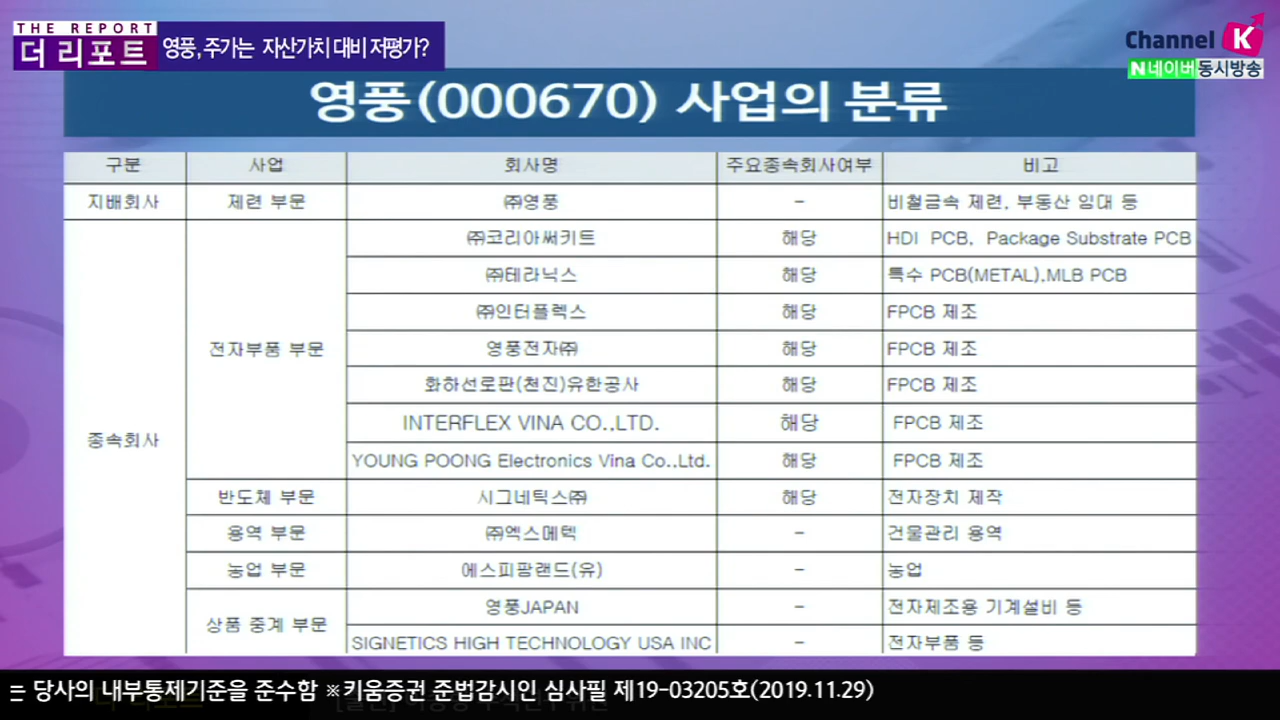 THE REPORT
더 리포트 영풍, 주가는 자산가치 대비 저평가?
Channel K
N 네이버 동시방송
영풍(000670) 사업의 분류
구분 사업 회사명 주요종속회사여부 비고
지배회사 제련 부문 ㈜영풍 - 비철금속 제련, 부동산 임대 등
종속회사 전자부품 부문 ㈜코리아써키트 해당 HDI PCB, Package Substrate PCB
㈜테라닉스 해당 특수 PCB(METAL).MLB PCB
㈜인터플렉스 해당 FPCB 제조
영풍전자㈜ 해당 FPCB 제조
화하선로판(천진)유한공사 해당 FPCB 제조
INTERFLEX VINA CO.,LTD. 해당 FPCB 제조
YOUNG POONG Electronics Vina Co.,Ltd. 해당 FPCB 제조
반도체 부문 시그네틱스㈜ 해당 전자장치 제작
용역 부문 ㈜엑스메텍 - 건물관리 용역
농업 부문 에스피팜랜드(유) - 농업
상품 중계 부문 영풍JAPAN - 전자제조용 기계설비 등
SIGNETICS HIGH TECHNOLOGY USA INC - 전자부품 등
당사의 내부통제기준을 준수함 ※키움증권 준법감시인 심사필 제19-03205호(2019.11.29)